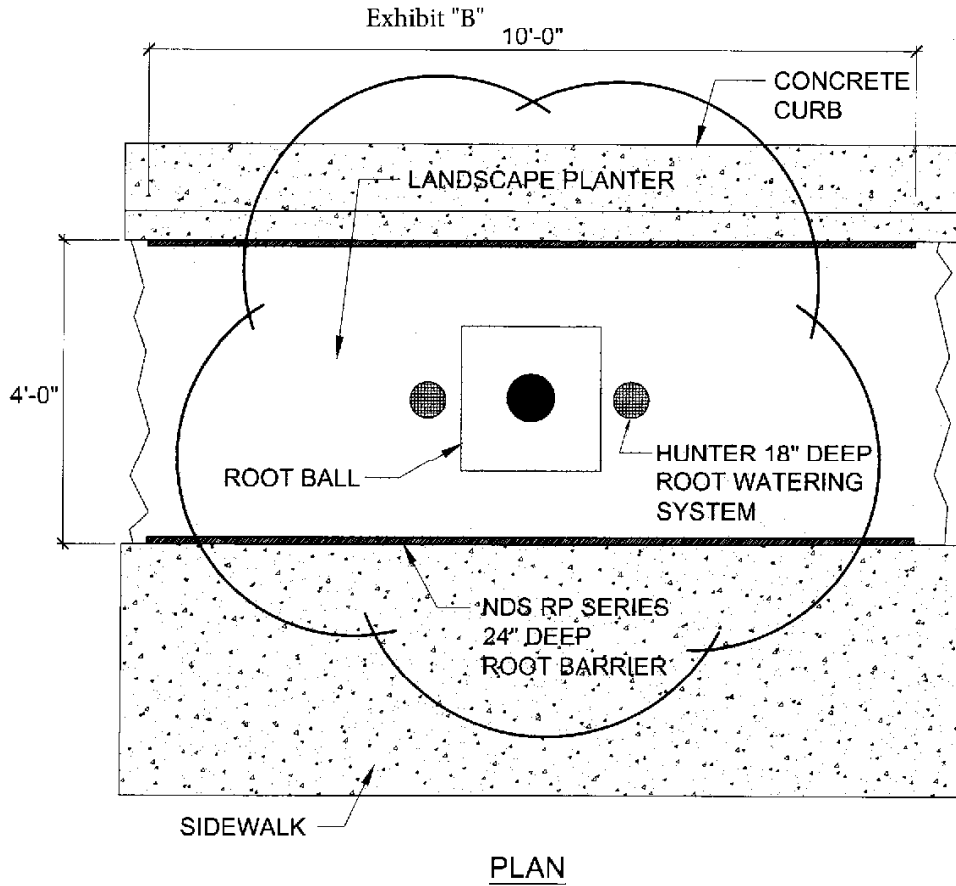 Exhibit "B"
10'-0"
CONCRETE
CURB
LANDSCAPE PLANTER
4'-0"
ROOT BALL
HUNTER 18" DEEP
ROOT WATERING
SYSTEM
NDS RP SERIES
24" DEEP
ROOT BARRIER
SIDEWALK
PLAN